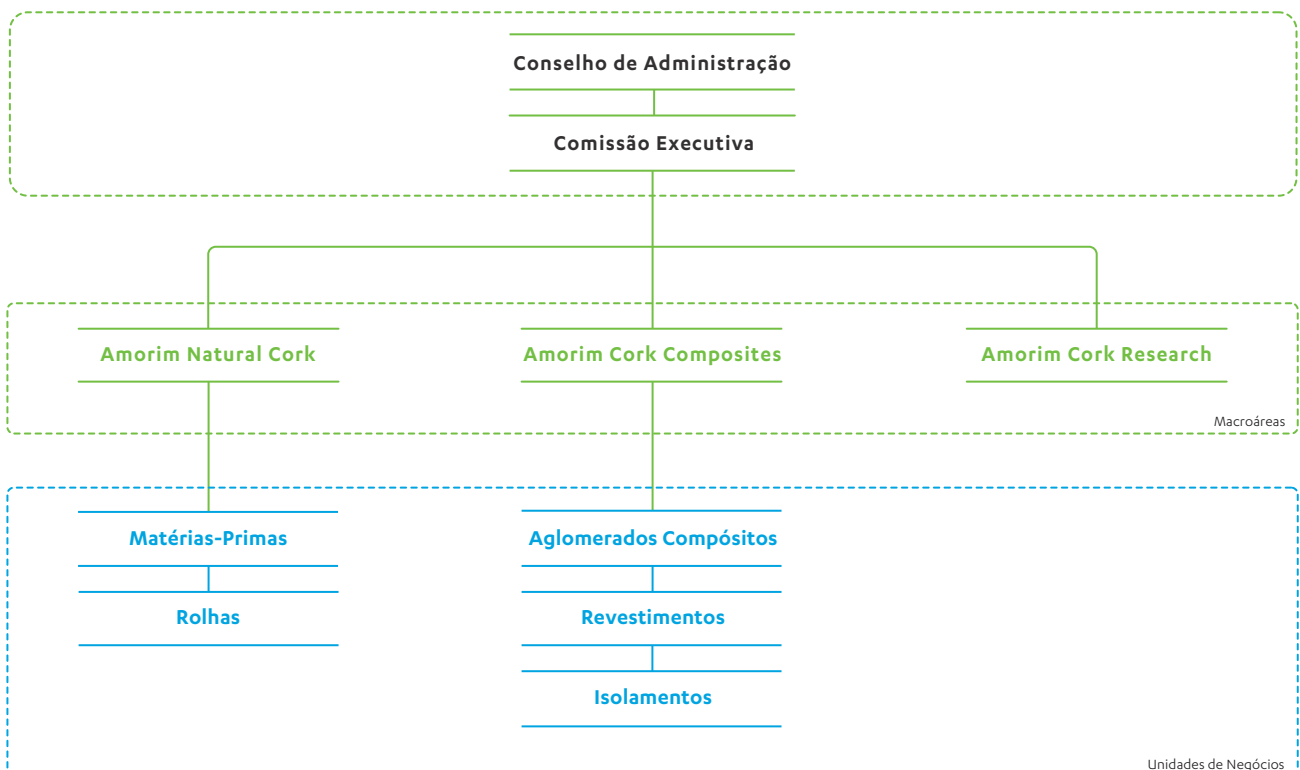 Conselho de Administração
Comissão Executiva
Amorim Natural Cork
Amorim Cork Composites
Amorim Cork Research
Macroáreas
Matérias-Primas
Aglomerados Compósitos
Rolhas
Revestimentos
Isolamentos
Unidades de Negócios